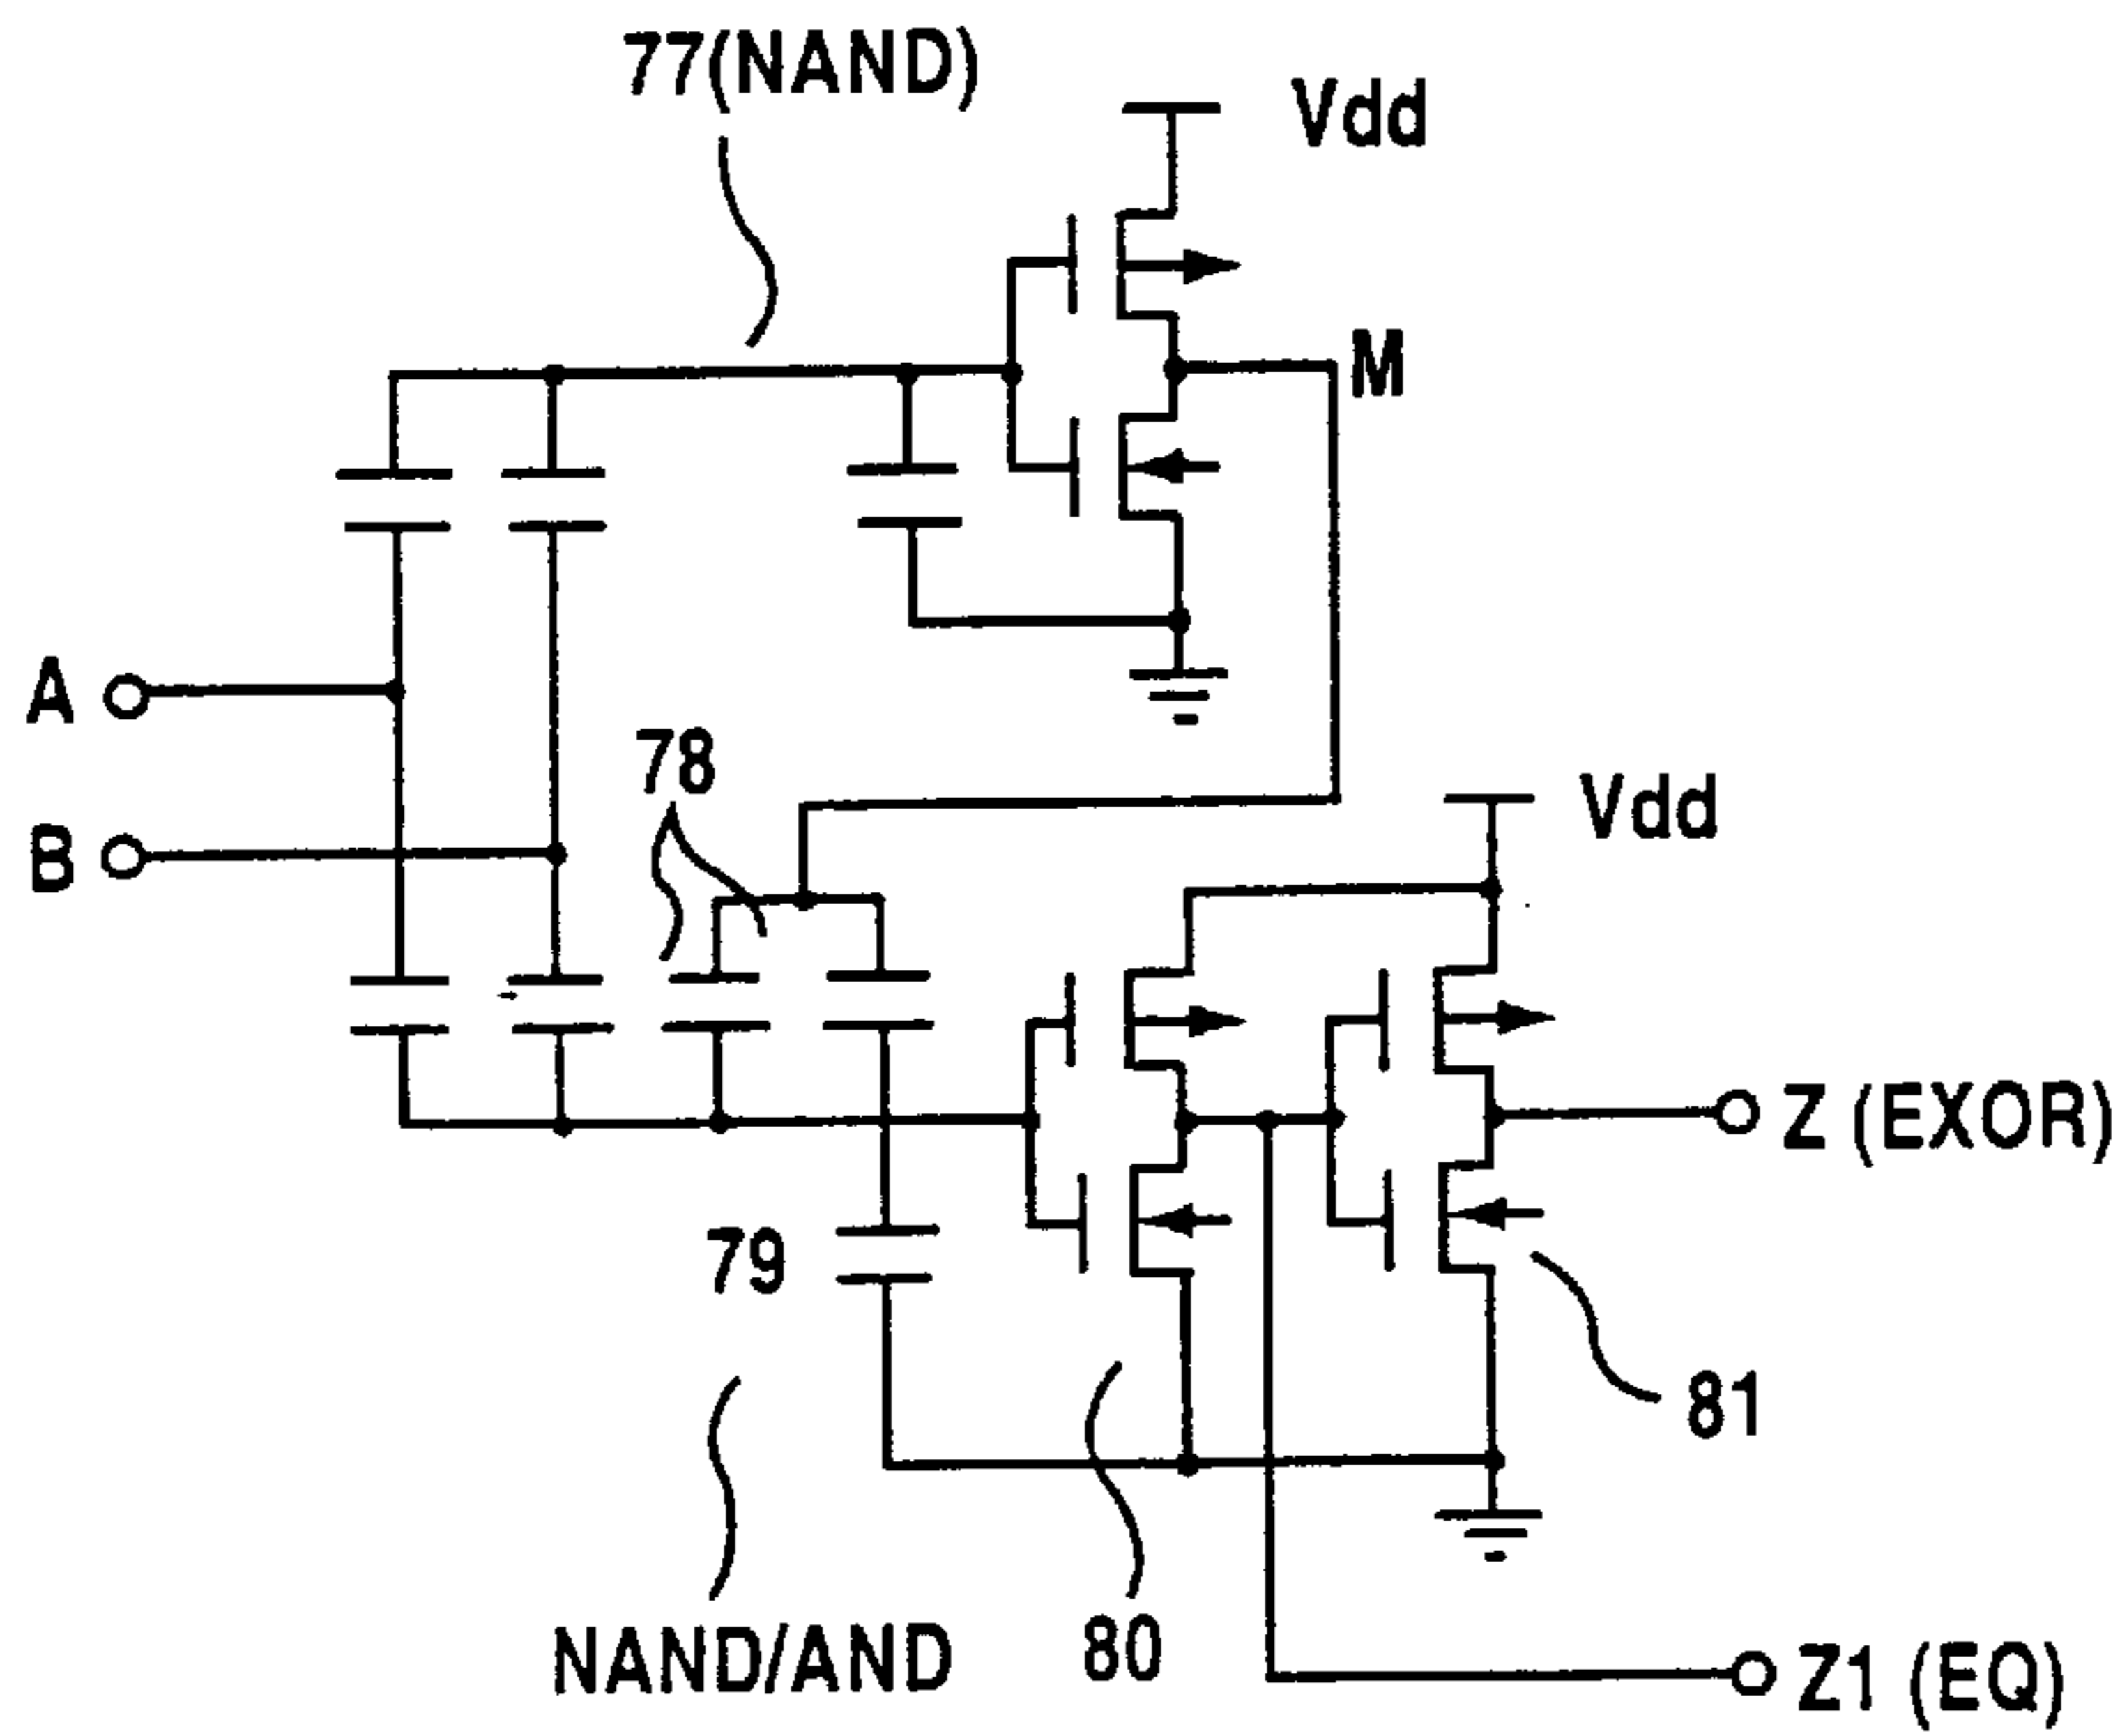 77(NAND)
Vdd
M
A
78
B
Vdd
Z (EXOR)
79
81
NAND/AND
80
Z1 (EQ)